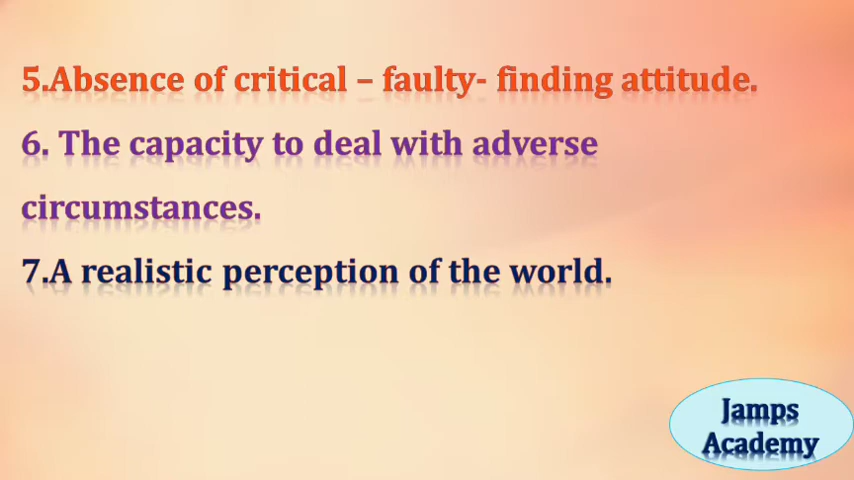 5.Absence of critical – faulty- finding attitude.
6. The capacity to deal with adverse
circumstances.
7.A realistic perception of the world.
Jamps
Academy